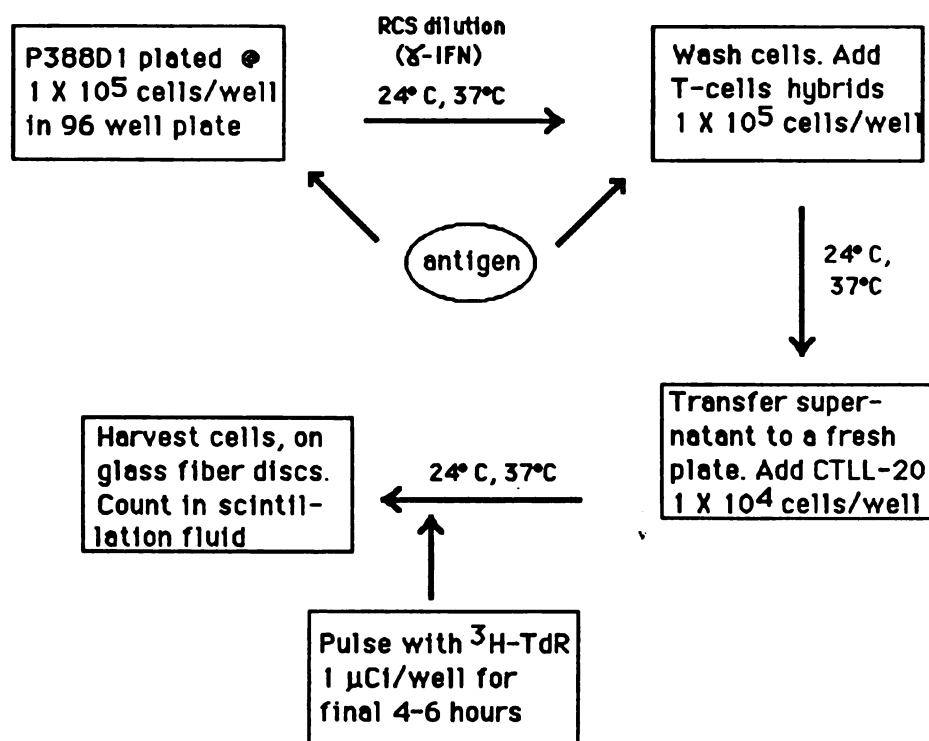 P388D1 plated @
1 X 10⁵ cells/well
in 96 well plate
RCS dilution
(ɣ-IFN)
24° C, 37°C
Wash cells. Add
T-cells hybrids
1 X 10⁵ cells/well
antigen
24° C,
37°C
Transfer super-
natant to a fresh
plate. Add CTLL-20
1 X 10⁴ cells/well
24° C, 37°C
Harvest cells, on
glass fiber discs.
Count in scintil-
lation fluid
Pulse with ³H-TdR
1 µCi/well for
final 4-6 hours